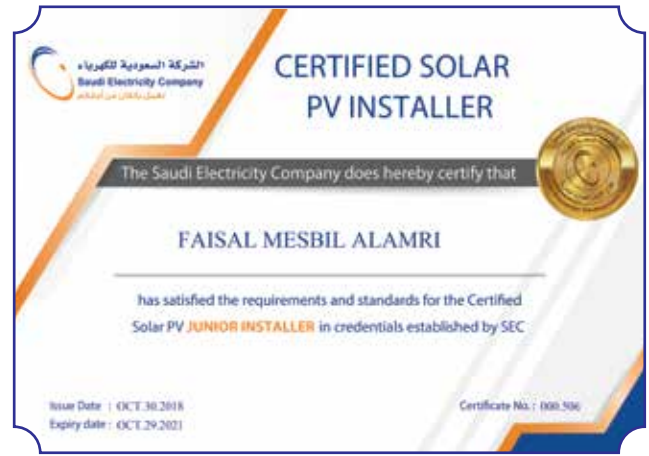 الشركة السعودية للكهرباء
Saudi Electricity Company
CERTIFIED SOLAR
PV INSTALLER
The Saudi Electricity Company does hereby certify that
FAISAL MESBIL ALAMRI
has satisfied the requirements and standards for the Certified
Solar PV JUNIOR INSTALLER in credentials established by SEC
Issue Date : OCT.30.2018
Certificate No. : 000.506
Expiry date : OCT.29.2021